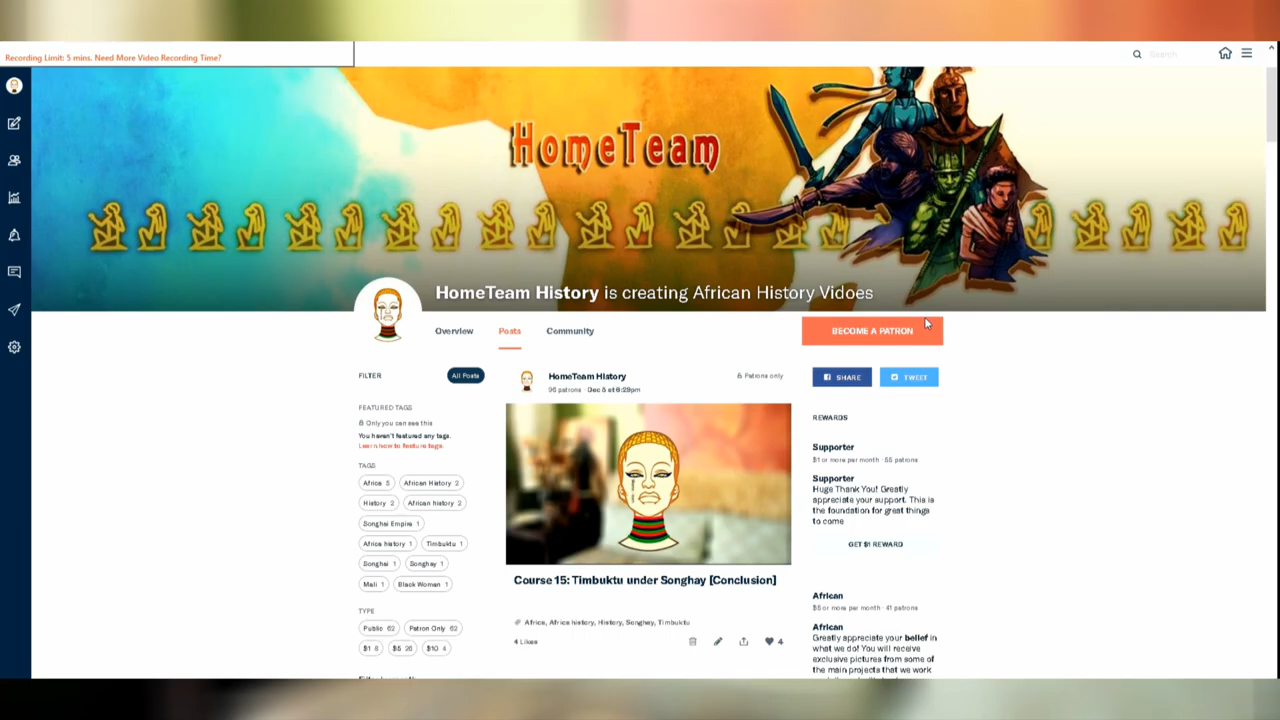 Recording Limit: 5 mins. Need More Video Recording Time?
Search
HomeTeam
HomeTeam History is creating African History Vidoes
Overview
Posts
Community
BECOME A PATRON
FILTER
All Posts
FEATURED TAGS
Only you can see this
You haven't featured any tags.
Learn how to feature tags.
TAGS
Africa 5
African History 2
History 2
African history 2
Songhai Empire 1
Africa history 1
Timbuktu 1
Songhai 1
Songhay 1
Mali 1
Black Women 1
TYPE
Public 62
Patron Only 62
$1 8
$5 26
$10 4
HomeTeam History
96 patrons · Dec 5 at 6:29pm
Patrons only
Course 15: Timbuktu under Songhay [Conclusion]
Africa, Africa history, History, Songhay, Timbuktu
4 Likes
4
SHARE
TWEET
REWARDS
Supporter
$1 or more per month · 55 patrons
Supporter
Huge Thank You! Greatly
appreciate your support. This is
the foundation for great things
to come
GET $1 REWARD
African
$5 or more per month · 41 patrons
African
Greatly appreciate your belief in
what we do! You will receive
exclusive pictures from some of
the main projects that we work